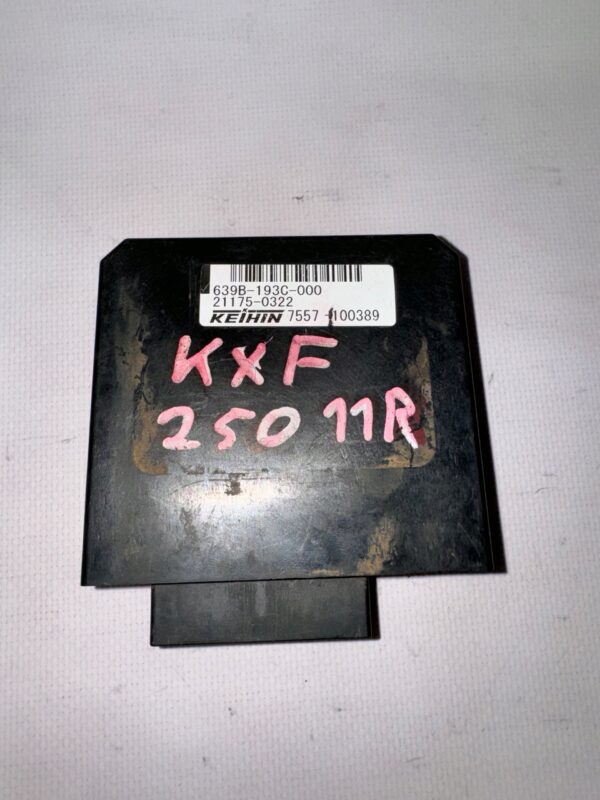 639B-193C-000
21175-0322
KEIHIN 7557-100389
KXF
250 11R